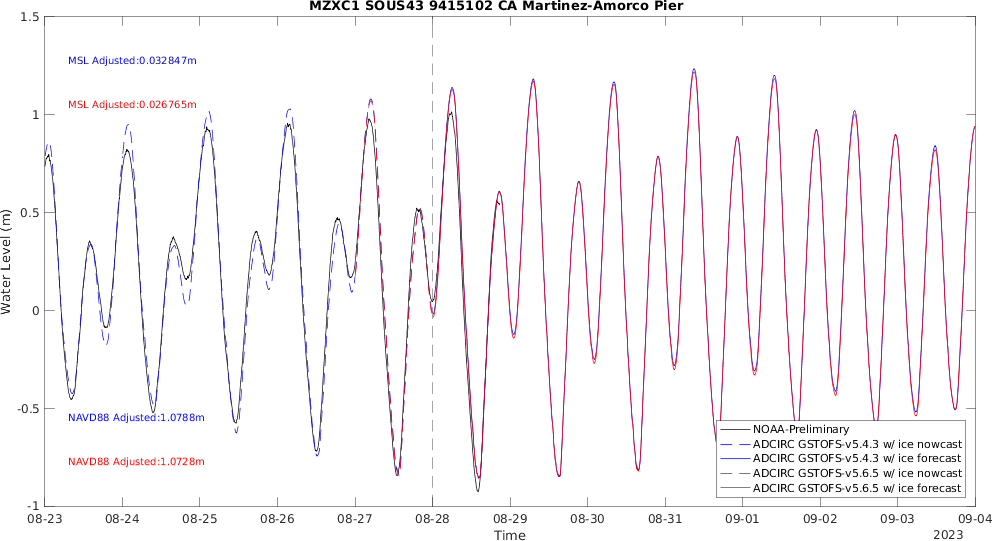 MZXC1 SOUS43 9415102 CA Martinez-Amorco Pier
1.5
1
0.5
0
-0.5
-1
Water Level (m)
MSL Adjusted:0.032847m
MSL Adjusted:0.026765m
NAVD88 Adjusted:1.0788m
NAVD88 Adjusted:1.0728m
NOAA-Preliminary
ADCIRC GSTOFS-v5.4.3 w/ ice nowcast
ADCIRC GSTOFS-v5.4.3 w/ ice forecast
ADCIRC GSTOFS-v5.6.5 w/ ice nowcast
ADCIRC GSTOFS-v5.6.5 w/ ice forecast
08-23 08-24 08-25 08-26 08-27 08-28 08-29 08-30 08-31 09-01 09-02 09-03 09-04
Time
2023